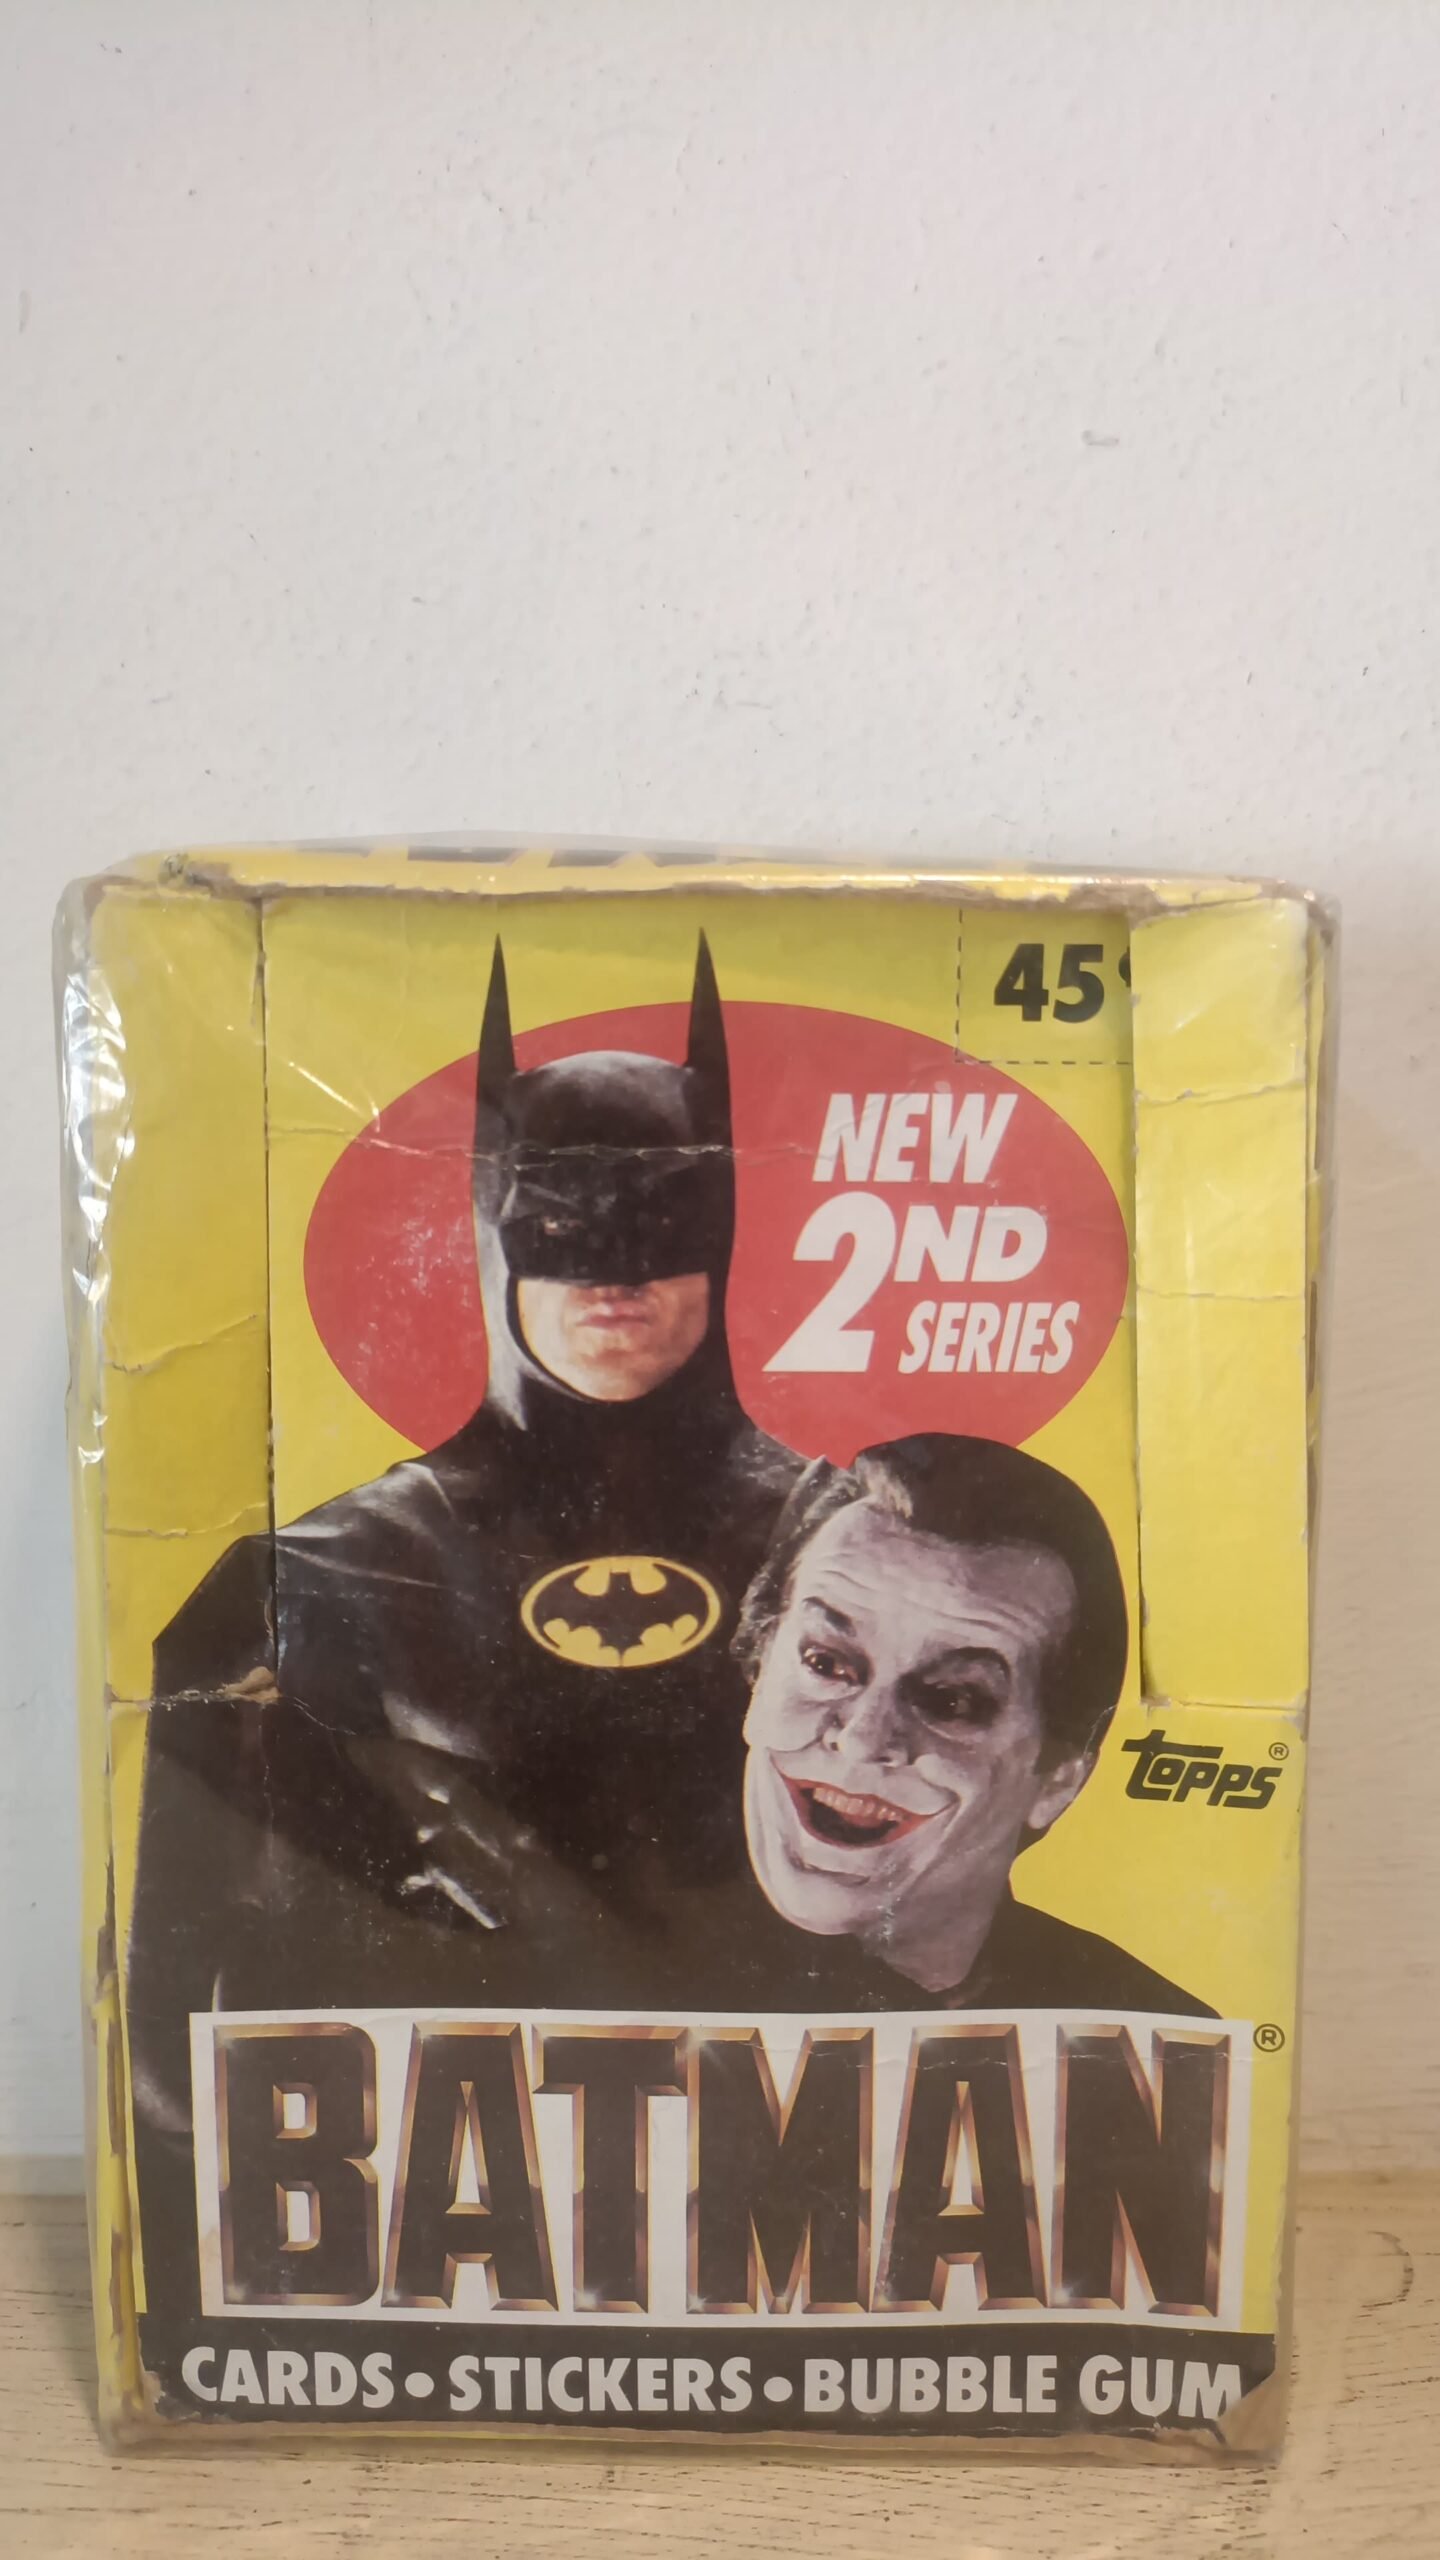 45¢
NEW
2ND
SERIES
topps®
BATMAN®
CARDS • STICKERS • BUBBLE GUM